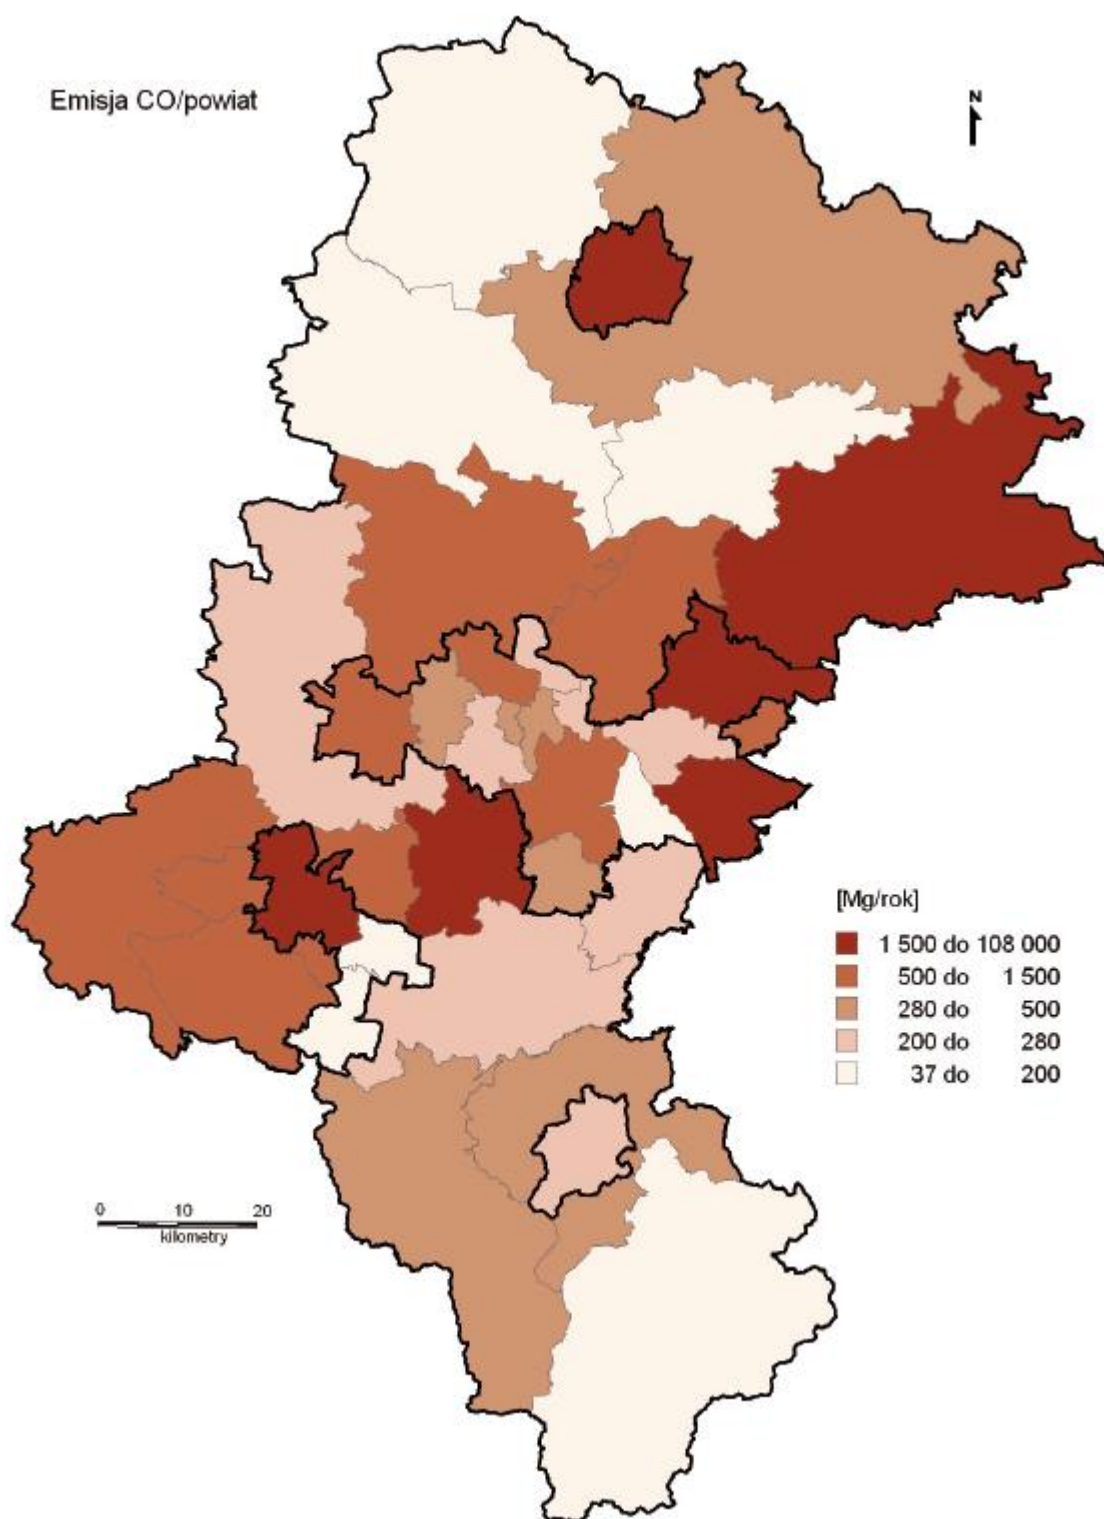 Emisja CO/powiat
N
[Mg/rok]
1 500 do 108 000
500 do 1 500
280 do 500
200 do 280
37 do 200
0 10 20
kilometry